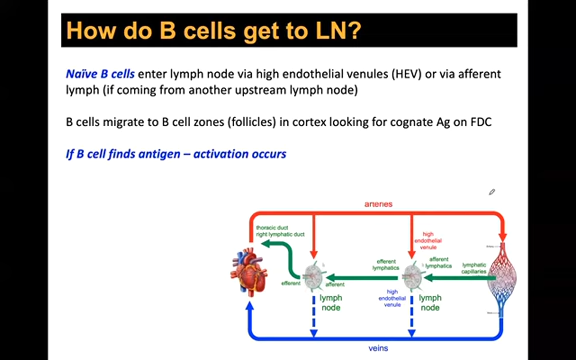 How do B cells get to LN?
Naïve B cells enter lymph node via high endothelial venules (HEV) or via afferent
lymph (if coming from another upstream lymph node)
B cells migrate to B cell zones (follicles) in cortex looking for cognate Ag on FDC
If B cell finds antigen – activation occurs
arteries
thoracic duct
right lymphatic duct
high
endothelial
venule
efferent
lymphatics
afferent
lymphatics
lymphatic
capillaries
efferent
afferent
lymph
node
high
endothelial
venule
lymph
node
veins